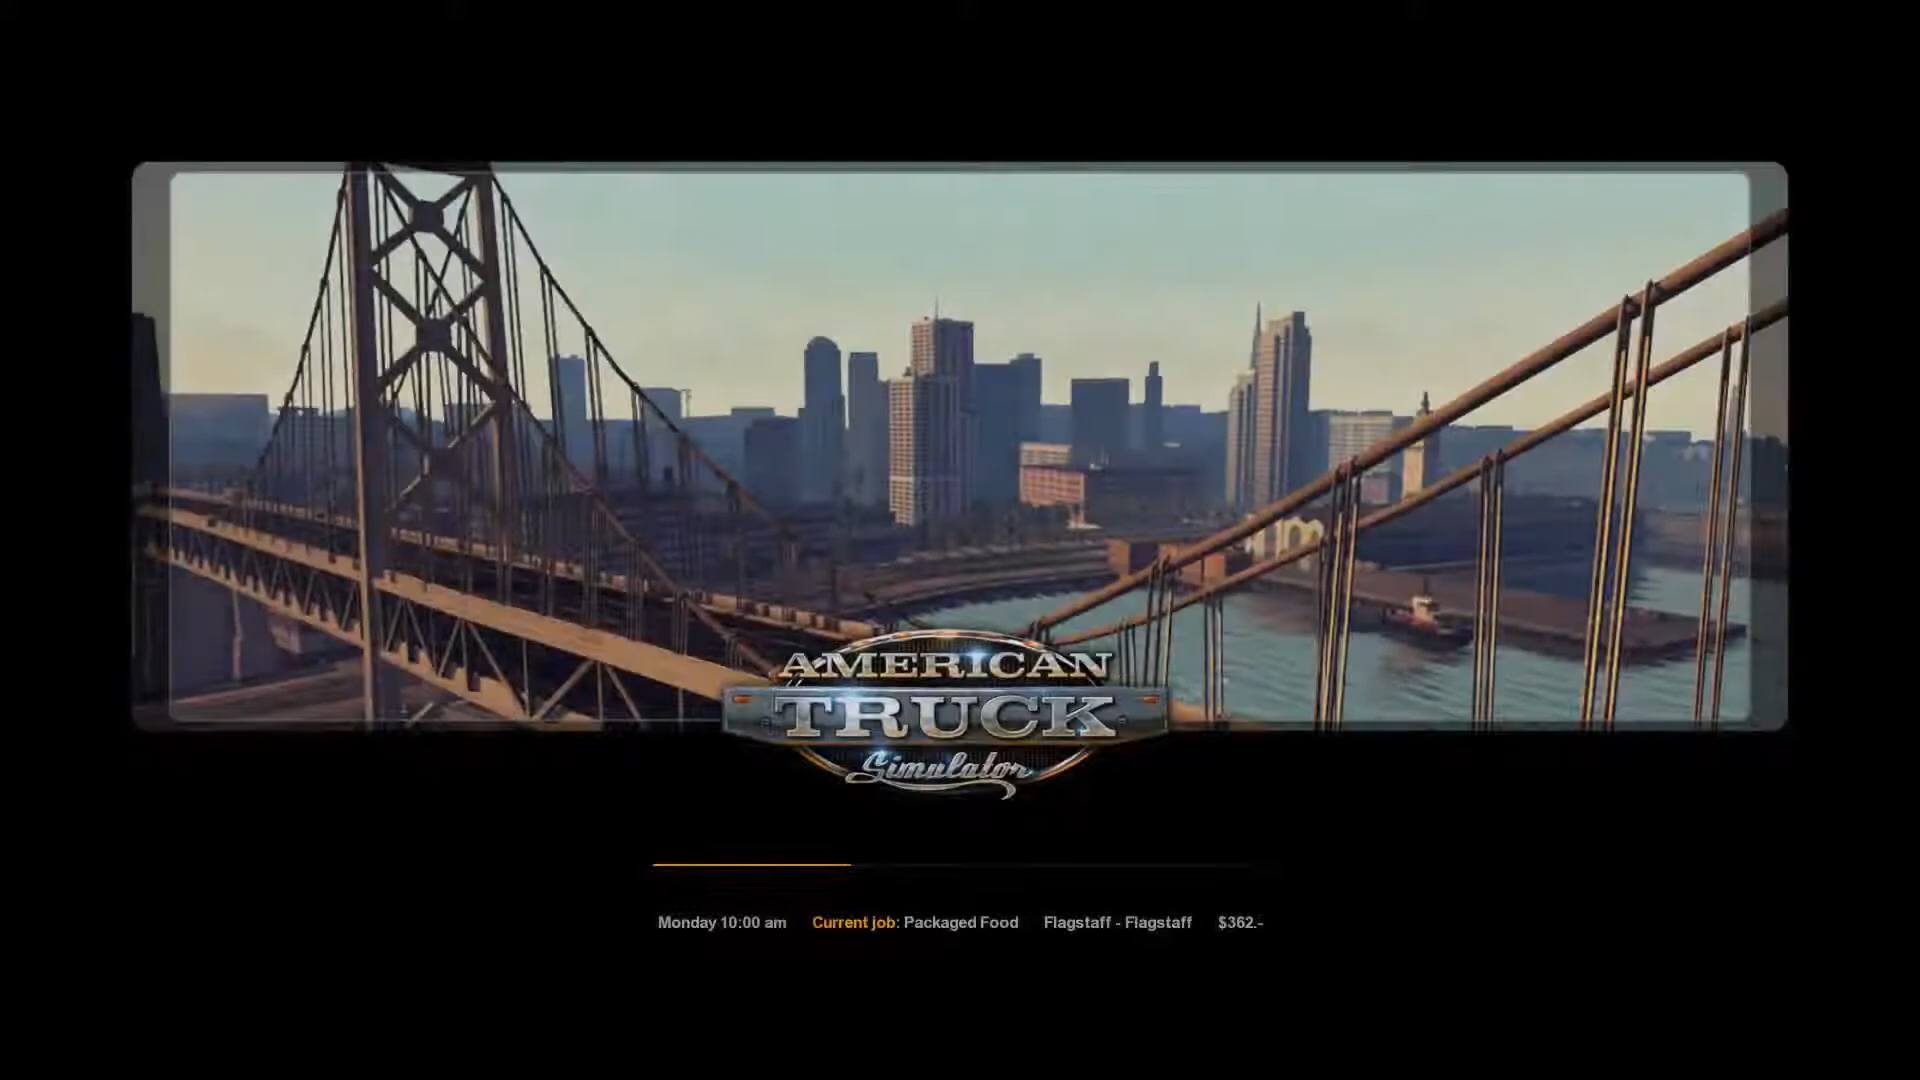 AMERICAN
TRUCK
Simulator
Monday 10:00 am Current job: Packaged Food Flagstaff - Flagstaff $362.-